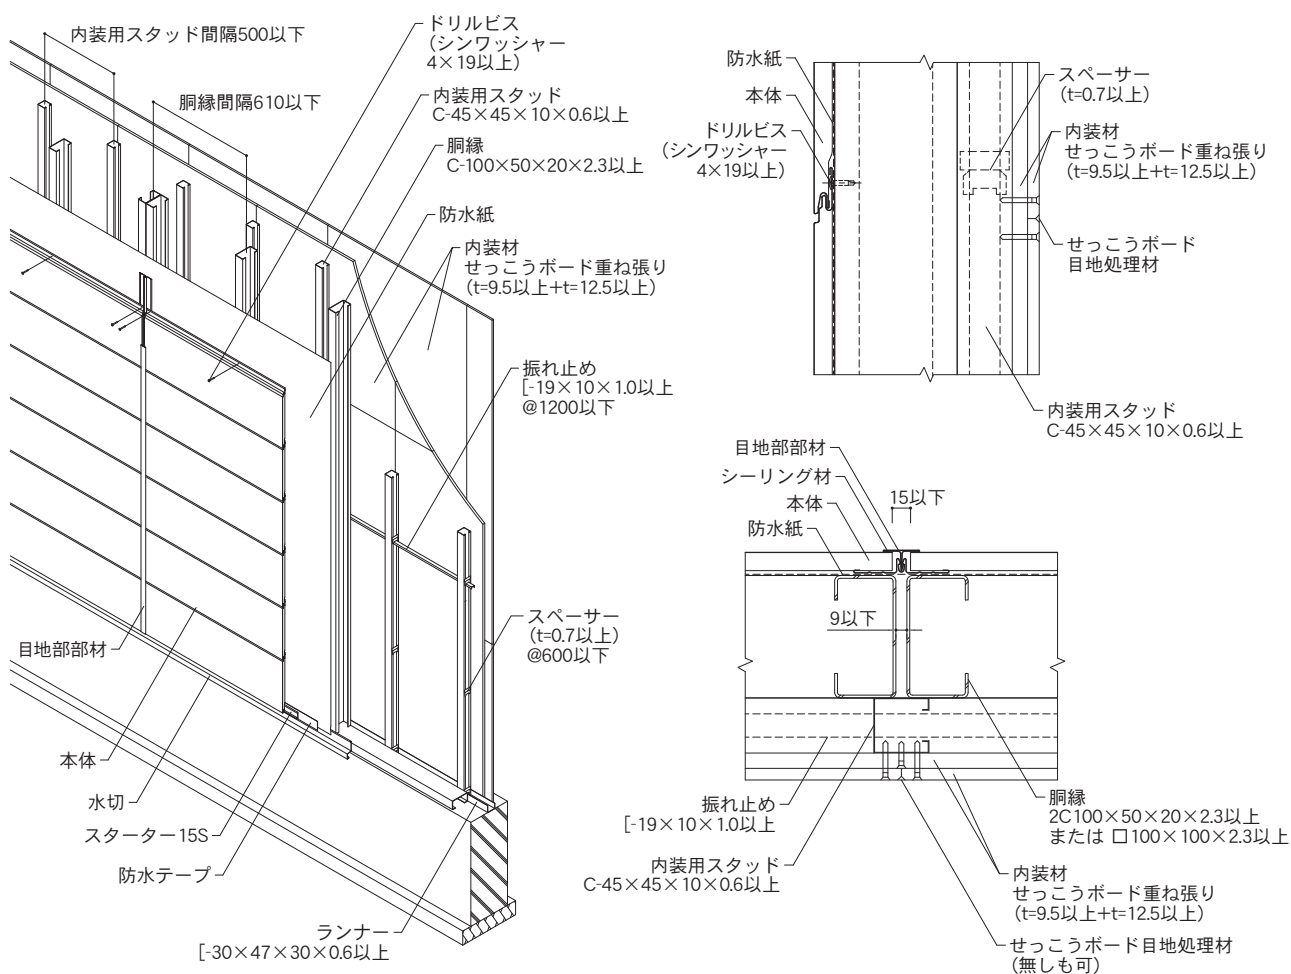 内装用スタッド間隔500以下
胴縁間隔610以下
ドリルビス
(シンワッシャー
4×19以上)
内装用スタッド
C-45×45×10×0.6以上
胴縁
C-100×50×20×2.3以上
防水紙
内装材
せっこうボード重ね張り
(t=9.5以上+t=12.5以上)
振れ止め
[-19×10×1.0以上
@1200以下
スペーサー
(t=0.7以上)
@600以下
目地部部材
本体
水切
スターター15S
防水テープ
ランナー
[-30×47×30×0.6以上
防水紙
本体
ドリルビス
(シンワッシャー
4×19以上)
スペーサー
(t=0.7以上)
内装材
せっこうボード重ね張り
(t=9.5以上+t=12.5以上)
せっこうボード
目地処理材
内装用スタッド
C-45×45×10×0.6以上
目地部部材
シーリング材
本体
防水紙
15以下
9以下
振れ止め
[-19×10×1.0以上
内装用スタッド
C-45×45×10×0.6以上
胴縁
2C100×50×20×2.3以上
または □100×100×2.3以上
内装材
せっこうボード重ね張り
(t=9.5以上+t=12.5以上)
せっこうボード目地処理材
(無しも可)